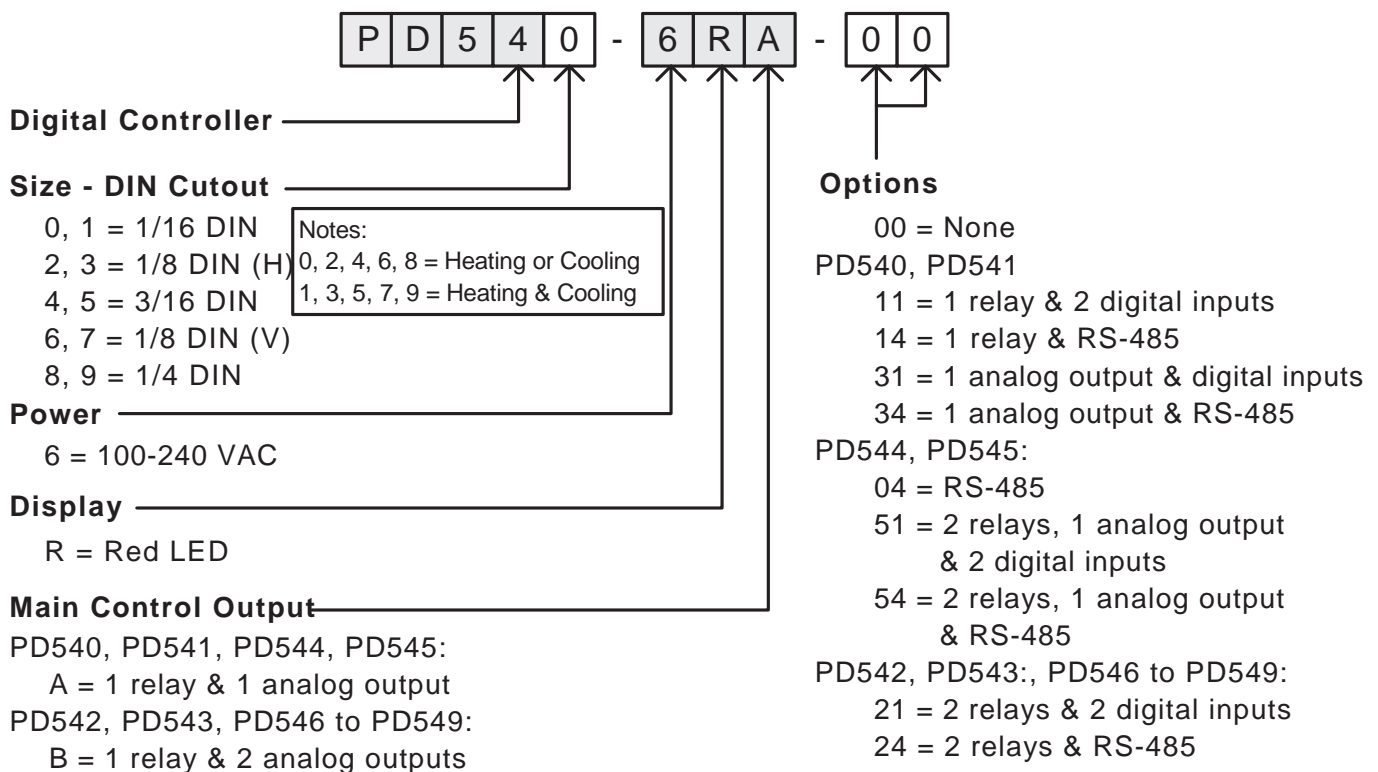 PD540 - 6RA - 00
Digital Controller
Size - DIN Cutout
0, 1 = 1/16 DIN
2, 3 = 1/8 DIN (H)
4, 5 = 3/16 DIN
6, 7 = 1/8 DIN (V)
8, 9 = 1/4 DIN
Notes:
0, 2, 4, 6, 8 = Heating or Cooling
1, 3, 5, 7, 9 = Heating & Cooling
Power
6 = 100-240 VAC
Display
R = Red LED
Main Control Output
PD540, PD541, PD544, PD545:
A = 1 relay & 1 analog output
PD542, PD543, PD546 to PD549:
B = 1 relay & 2 analog outputs
Options
00 = None
PD540, PD541
11 = 1 relay & 2 digital inputs
14 = 1 relay & RS-485
31 = 1 analog output & digital inputs
34 = 1 analog output & RS-485
PD544, PD545:
04 = RS-485
51 = 2 relays, 1 analog output
& 2 digital inputs
54 = 2 relays, 1 analog output
& RS-485
PD542, PD543:, PD546 to PD549:
21 = 2 relays & 2 digital inputs
24 = 2 relays & RS-485